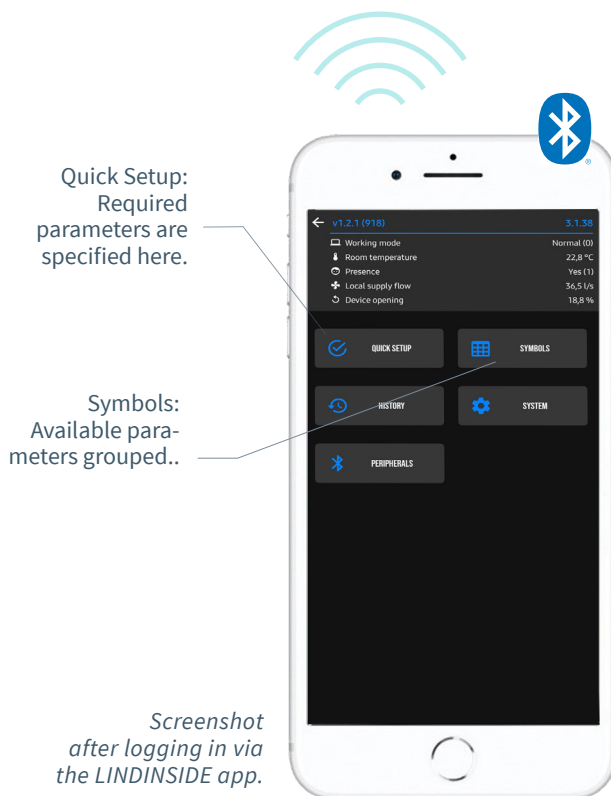 Quick Setup:
Required
parameters are
specified here.
v1.2.1 (918) 3.1.38
Working mode Normal (0)
Room temperature 22,8 °C
Presence Yes (1)
Local supply flow 36,5 l/s
Device opening 18,8 %
QUICK SETUP SYMBOLS
Symbols:
Available para-
meters grouped..
HISTORY SYSTEM
PERIPHERALS
Screenshot
after logging in via
the LINDINSIDE app.
®